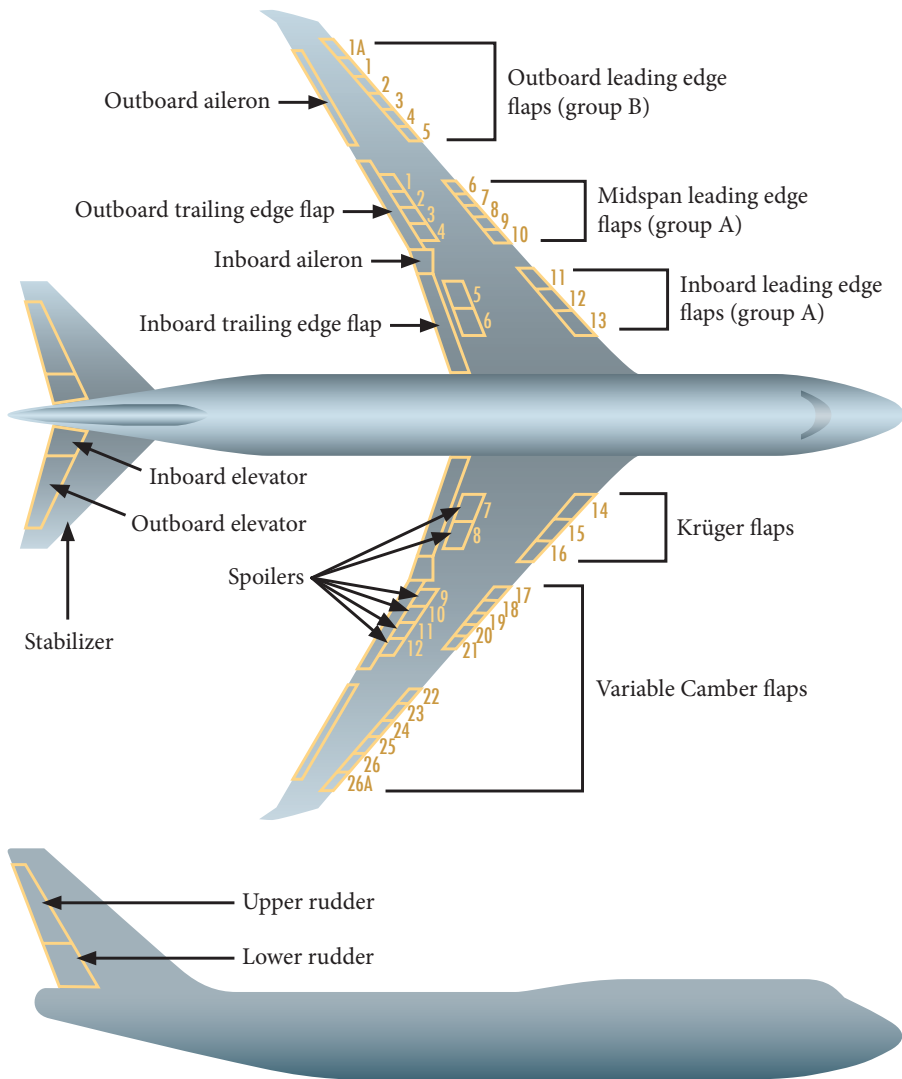 1A
1
2
3
4
5
Outboard leading edge
flaps (group B)
Outboard aileron
1
2
3
4
Outboard trailing edge flap
6
7
8
9
10
Midspan leading edge
flaps (group A)
Inboard aileron
5
6
11
12
13
Inboard leading edge
flaps (group A)
Inboard trailing edge flap
Inboard elevator
Outboard elevator
Stabilizer
7
8
Spoilers
9
10
11
12
14
15
16
Krüger flaps
17
18
19
20
21
22
23
24
25
26
26A
Variable Camber flaps
Upper rudder
Lower rudder